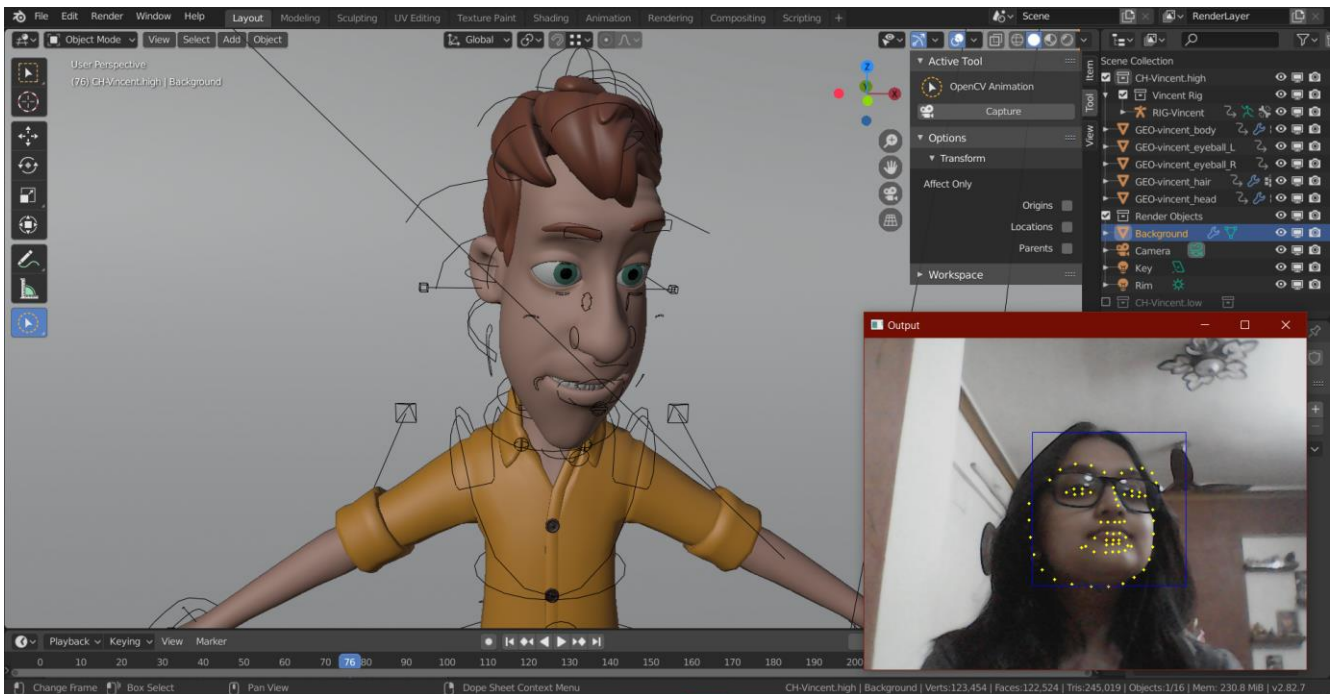 File Edit Render Window Help Layout Modeling Sculpting UV Editing Texture Paint Shading Animation Rendering Compositing Scripting + Scene RenderLayer
Object Mode View Select Add Object Global
User Perspective
(76) CH-Vincent.high | Background
Z
Y
X
Active Tool
OpenCV Animation
Capture
Options
Transform
Affect Only
Origins
Locations
Parents
Workspace
Item
Tool
View
Scene Collection
CH-Vincent.high
Vincent Rig
RIG-Vincent
GEO-vincent_body
GEO-vincent_eyeball_L
GEO-vincent_eyeball_R
GEO-vincent_hair
GEO-vincent_head
Render Objects
Background
Camera
Key
Rim
CH-Vincent.low
Output
Playback Keying View Marker
0 10 20 30 40 50 60 70 76 80 90 100 110 120 130 140 150 160 170 180 190 200
Change Frame Box Select Pan View Dope Sheet Context Menu CH-Vincent.high | Background | Verts:123,454 | Faces:122,524 | Tris:245,019 | Objects:1/16 | Mem: 230.8 MiB | v2.82.7